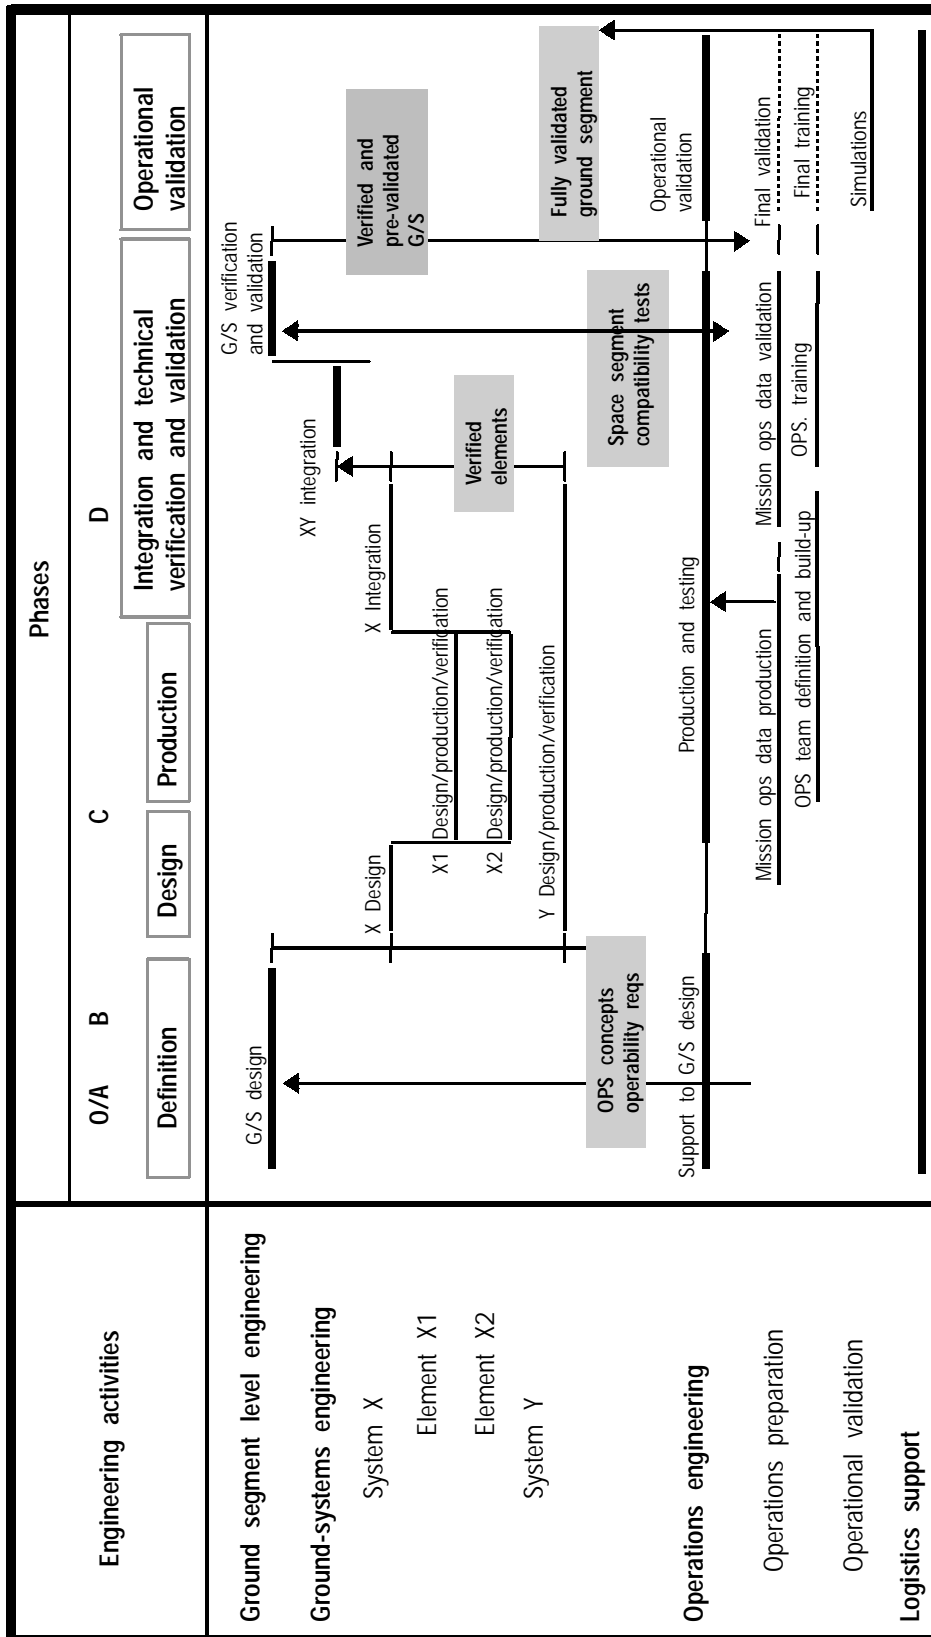 Engineering activities
Phases
0/A
B
C
D
Definition
Design
Production
Integration and technical
verification and validation
Operational
validation
Ground segment level engineering
G/S design
G/S verification
and validation
Ground-systems engineering
XY integration
Verified and
pre-validated
G/S
System X
X Design
X Integration
Element X1
X1 Design/production/verification
Element X2
X2 Design/production/verification
Verified
elements
System Y
Y Design/production/verification
OPS concepts
operability reqs
Space segment
compatibility tests
Fully validated
ground segment
Operations engineering
Support to G/S design
Production and testing
Operational
validation
Operations preparation
Mission ops data production
Mission ops data validation
Final validation
OPS team definition and build-up
OPS. training
Final training
Operational validation
Simulations
Logistics support